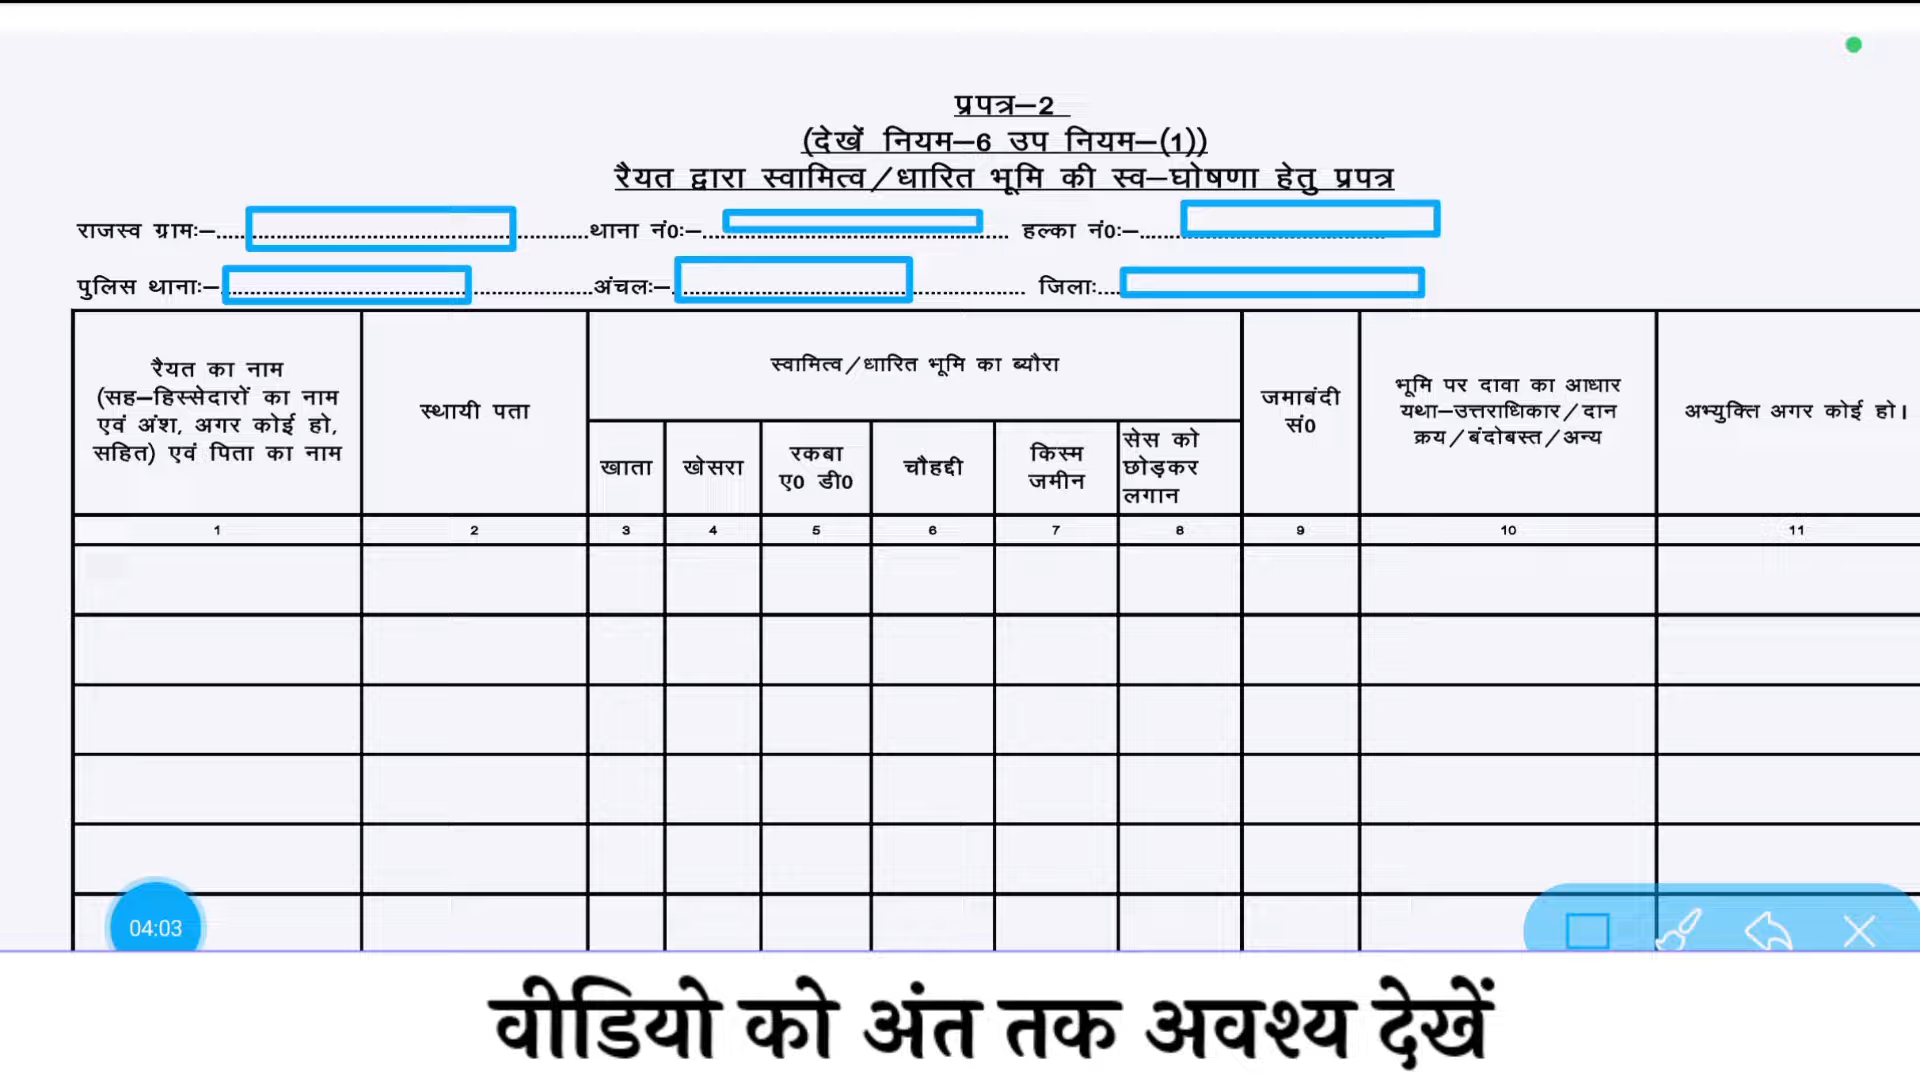 प्रपत्र–2
(देखें नियम–6 उप नियम–(1))
रैयत द्वारा स्वामित्व/धारित भूमि की स्व–घोषणा हेतु प्रपत्र
राजस्व ग्रामः–.......................................................थाना नं0ः–............................................. हल्का नं0ः–....................................
पुलिस थानाः–........................................................अंचलः–.................................................... जिलाः....
रैयत का नाम
(सह–हिस्सेदारों का नाम
एवं अंश, अगर कोई हो,
सहित) एवं पिता का नाम
स्थायी पता
स्वामित्व/धारित भूमि का ब्यौरा
खाता
खेसरा
रकबा
ए0 डी0
चौहद्दी
किस्म
जमीन
सेस को
छोड़कर
लगान
जमाबंदी
सं0
भूमि पर दावा का आधार
यथा–उत्तराधिकार/दान
क्रय/बंदोबस्त/अन्य
अभ्युक्ति अगर कोई हो।
1 2 3 4 5 6 7 8 9 10 11
04:03
वीडियो को अंत तक अवश्य देखें